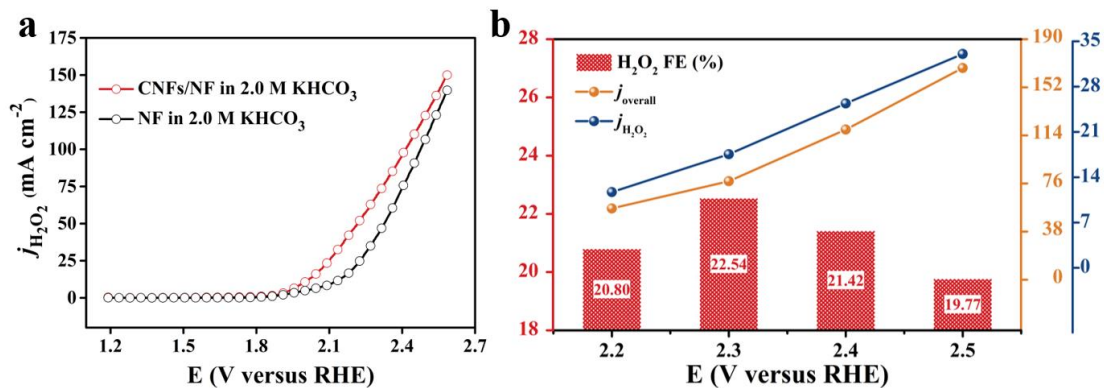 a
175
150
125
100
75
50
25
0
j H₂O₂ (mA cm⁻²)
CNFs/NF in 2.0 M KHCO₃
NF in 2.0 M KHCO₃
1.2 1.5 1.8 2.1 2.4 2.7
E (V versus RHE)
b
28
26
24
22
20
18
H₂O₂ FE (%)
j overall
j H₂O₂
20.80
22.54
21.42
19.77
190
152
114
76
38
0
35
28
21
14
7
0
2.2 2.3 2.4 2.5
E (V versus RHE)